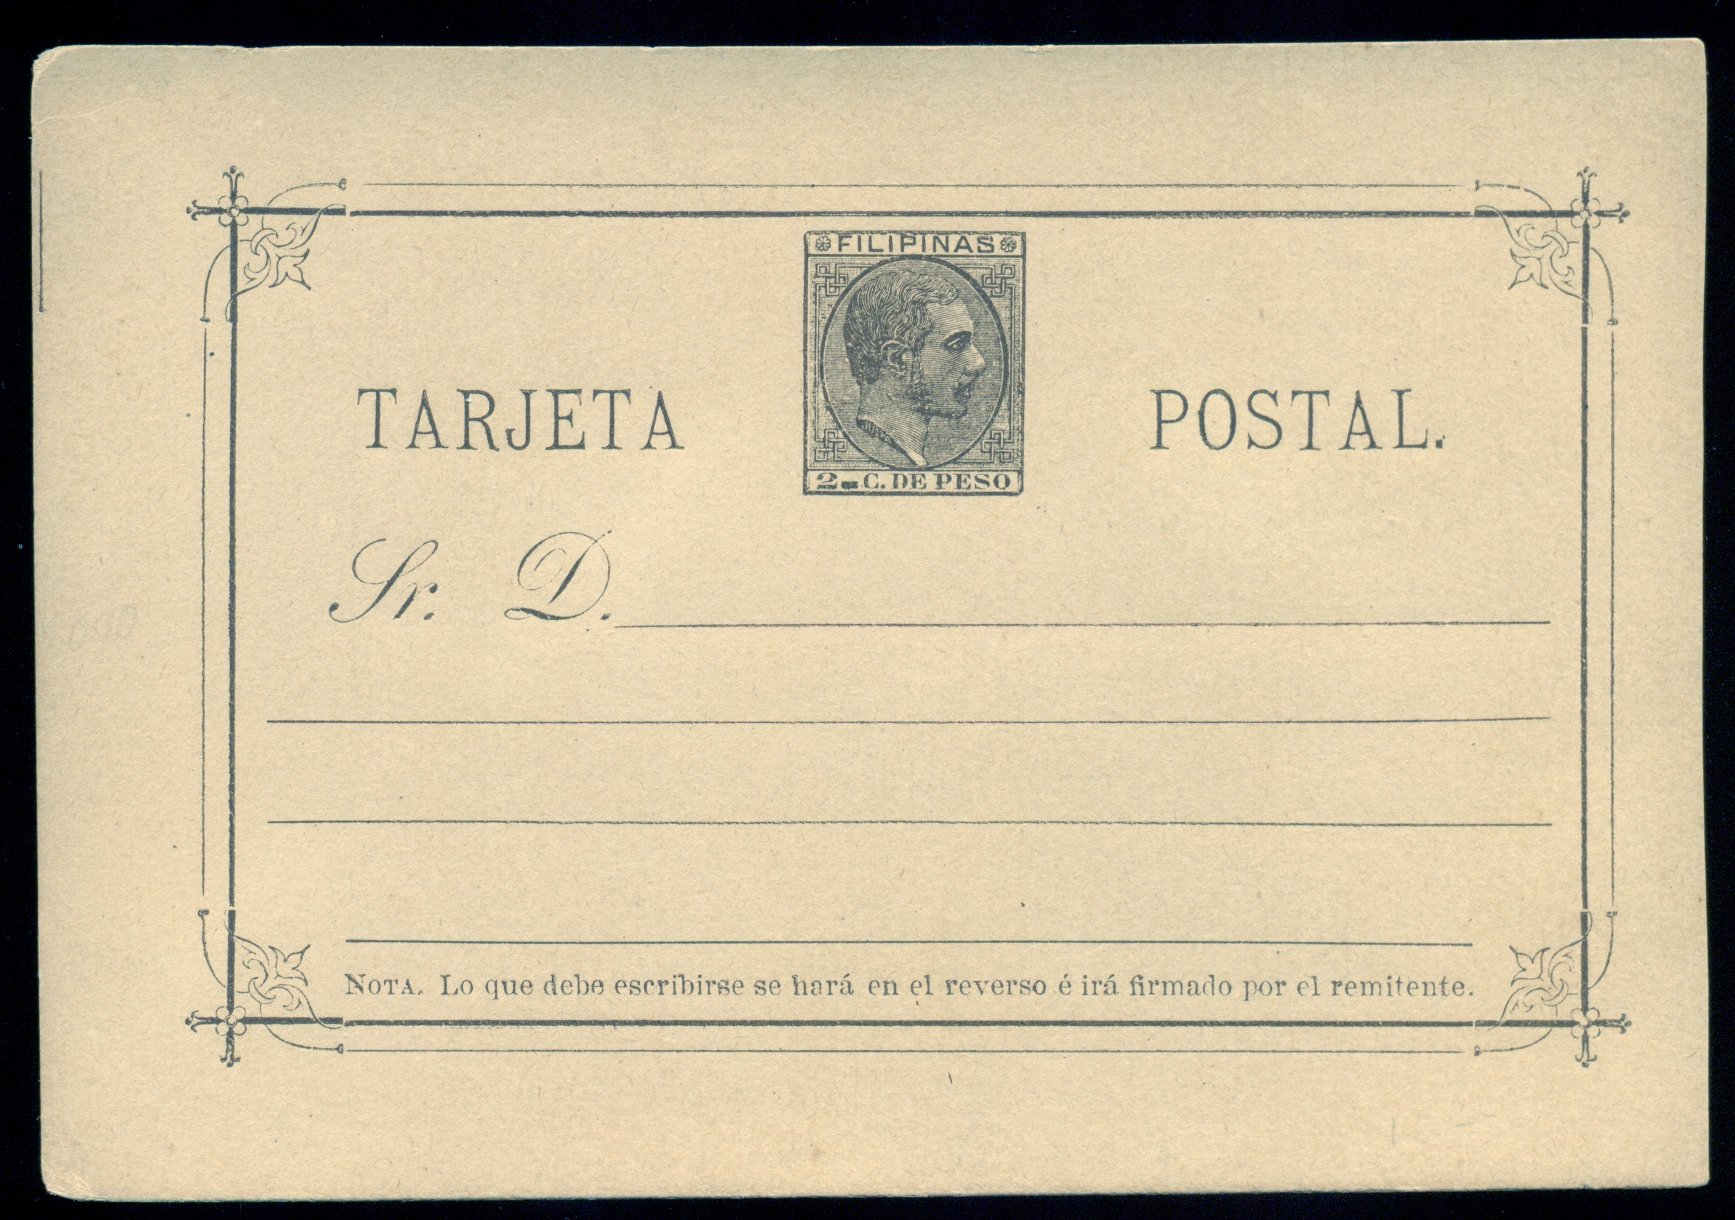 FILIPINAS
TARJETA POSTAL.
2 C. DE PESO
Sr. D.
NOTA. Lo que debe escribirse se hará en el reverso é irá firmado por el remitente.